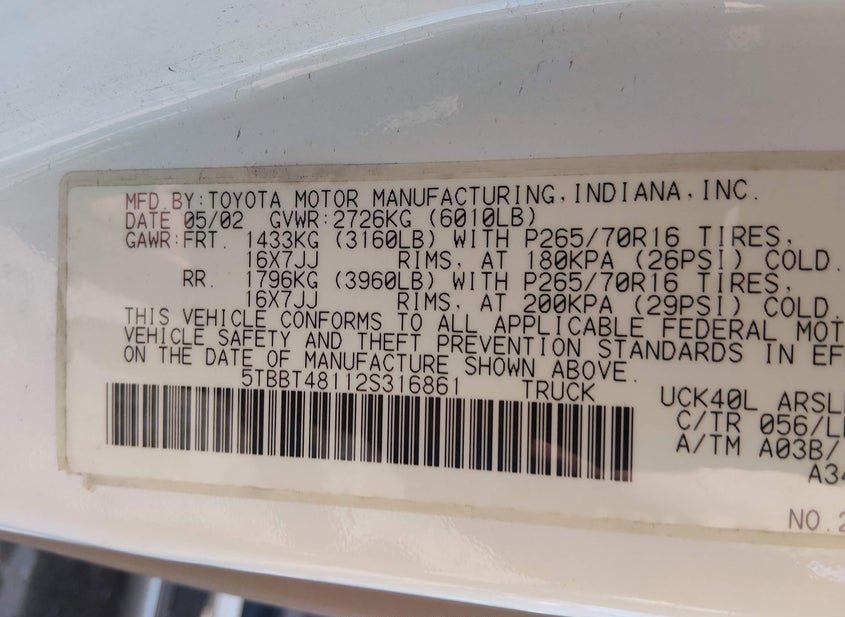 MFD.BY:TOYOTA MOTOR MANUFACTURING,INDIANA,INC.
DATE 05/02 GVWR:2726KG (6010LB)
GAWR:FRT. 1433KG (3160LB) WITH P265/70R16 TIRES,
16X7JJ RIMS, AT 180KPA (26PSI) COLD.
RR. 1796KG (3960LB) WITH P265/70R16 TIRES,
16X7JJ RIMS, AT 200KPA (29PSI) COLD.
THIS VEHICLE CONFORMS TO ALL APPLICABLE FEDERAL MOT
VEHICLE SAFETY AND THEFT PREVENTION STANDARDS IN EF
ON THE DATE OF MANUFACTURE SHOWN ABOVE.
5TBBT48112S316861 TRUCK
UCK40L ARSL
C/TR 056/L
A/TM A03B/
A34
NO.2